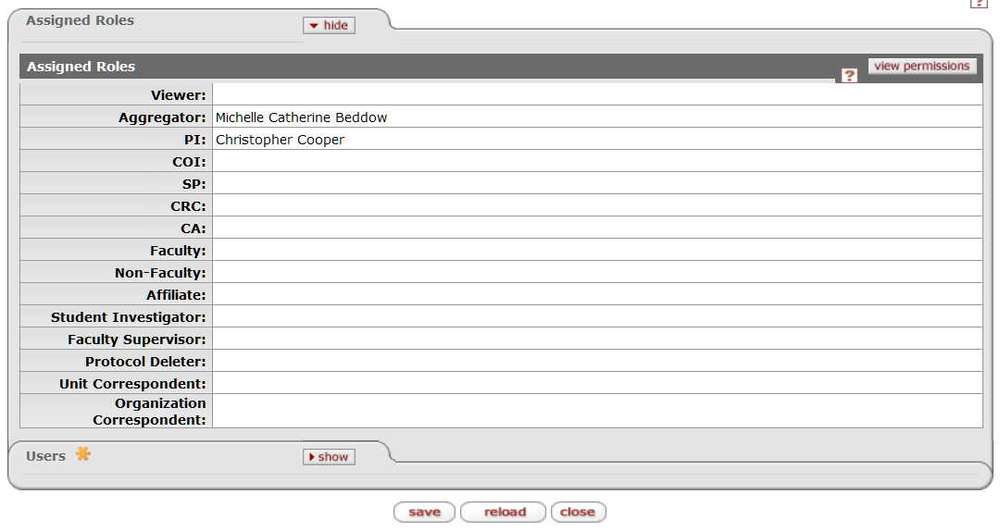 ?
Assigned Roles
hide
Assigned Roles
? view permissions
Viewer:
Aggregator: Michelle Catherine Beddow
PI: Christopher Cooper
COI:
SP:
CRC:
CA:
Faculty:
Non-Faculty:
Affiliate:
Student Investigator:
Faculty Supervisor:
Protocol Deleter:
Unit Correspondent:
Organization
Correspondent:
Users
show
save reload close